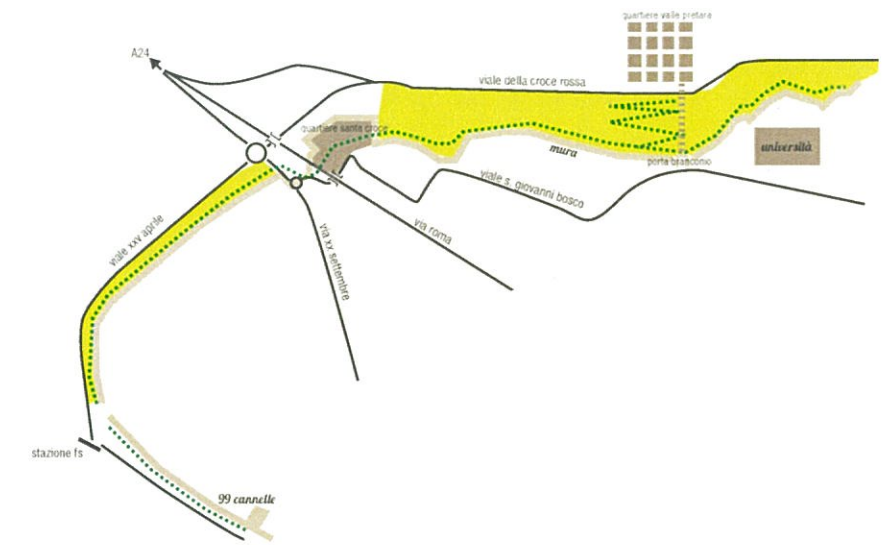 quartiere valle pretara
A24
viale della croce rossa
quartiere santa croce
mura
università
porta branconio
viale s. giovanni bosco
viale xxv aprile
via roma
via xx settembre
stazione fs
99 cannelle